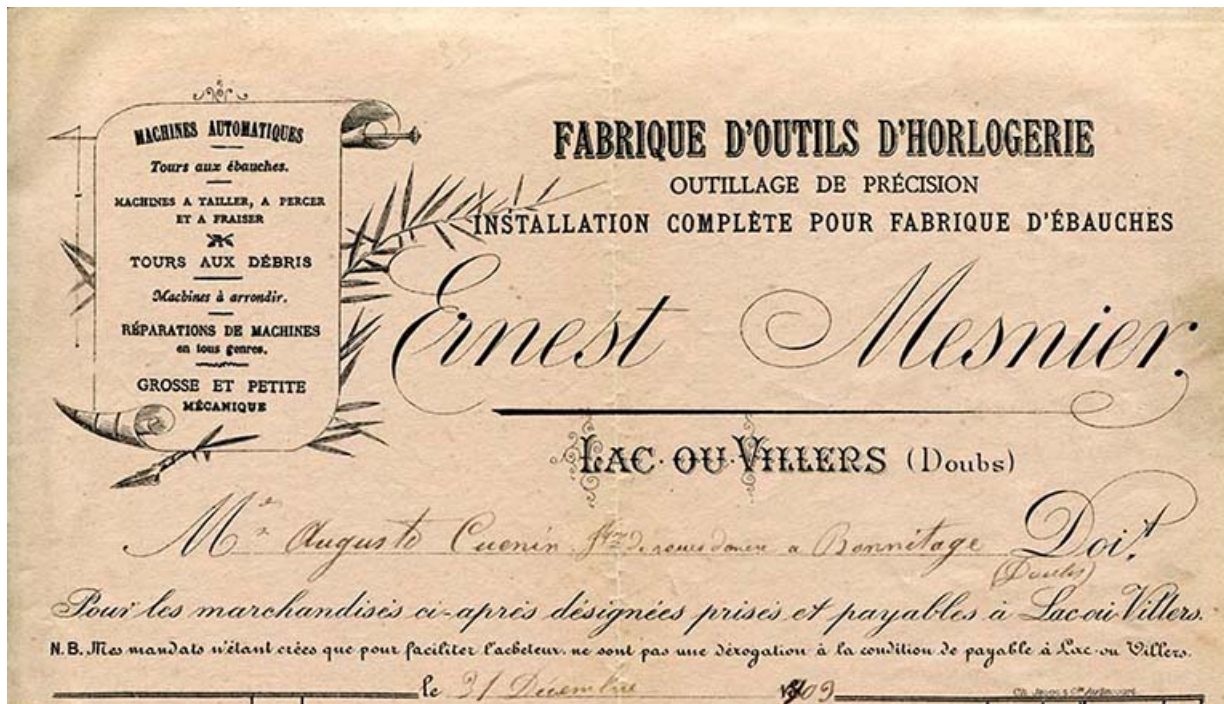 MACHINES AUTOMATIQUES
Tours aux ébauches.
MACHINES A TAILLER, A PERCER
ET A FRAISER
TOURS AUX DÉBRIS
Machines à arrondir.
RÉPARATIONS DE MACHINES
en tous genres.
GROSSE ET PETITE
MÉCANIQUE
FABRIQUE D'OUTILS D'HORLOGERIE
OUTILLAGE DE PRÉCISION
INSTALLATION COMPLÈTE POUR FABRIQUE D'ÉBAUCHES
Ernest Mesnier,
LAC·OU·VILLERS (Doubs)
Auguste Cuenin a Bonnétage Doit
(Doubs)
Pour les marchandises ci-après désignées prises et payables à Lac-ou-Villers.
N.B. Mes mandats n'étant crées que pour faciliter l'acheteur. ne sont pas une dérogation à la condition de payable à Lac-ou Villers.
le 31 Décembre